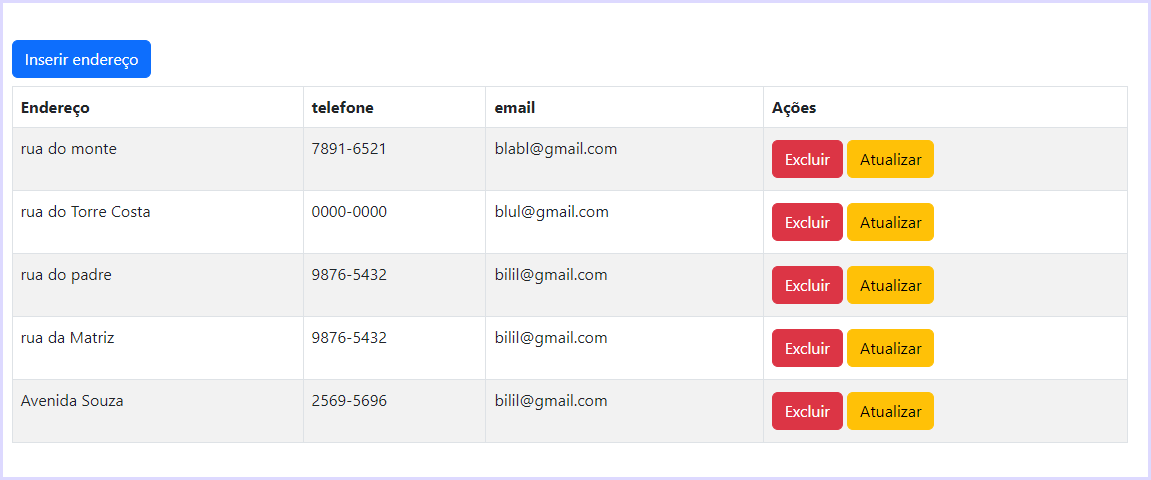 Inserir endereço
Endereço telefone email Ações
rua do monte 7891-6521 blabl@gmail.com Excluir Atualizar
rua do Torre Costa 0000-0000 blul@gmail.com Excluir Atualizar
rua do padre 9876-5432 bilil@gmail.com Excluir Atualizar
rua da Matriz 9876-5432 bilil@gmail.com Excluir Atualizar
Avenida Souza 2569-5696 bilil@gmail.com Excluir Atualizar